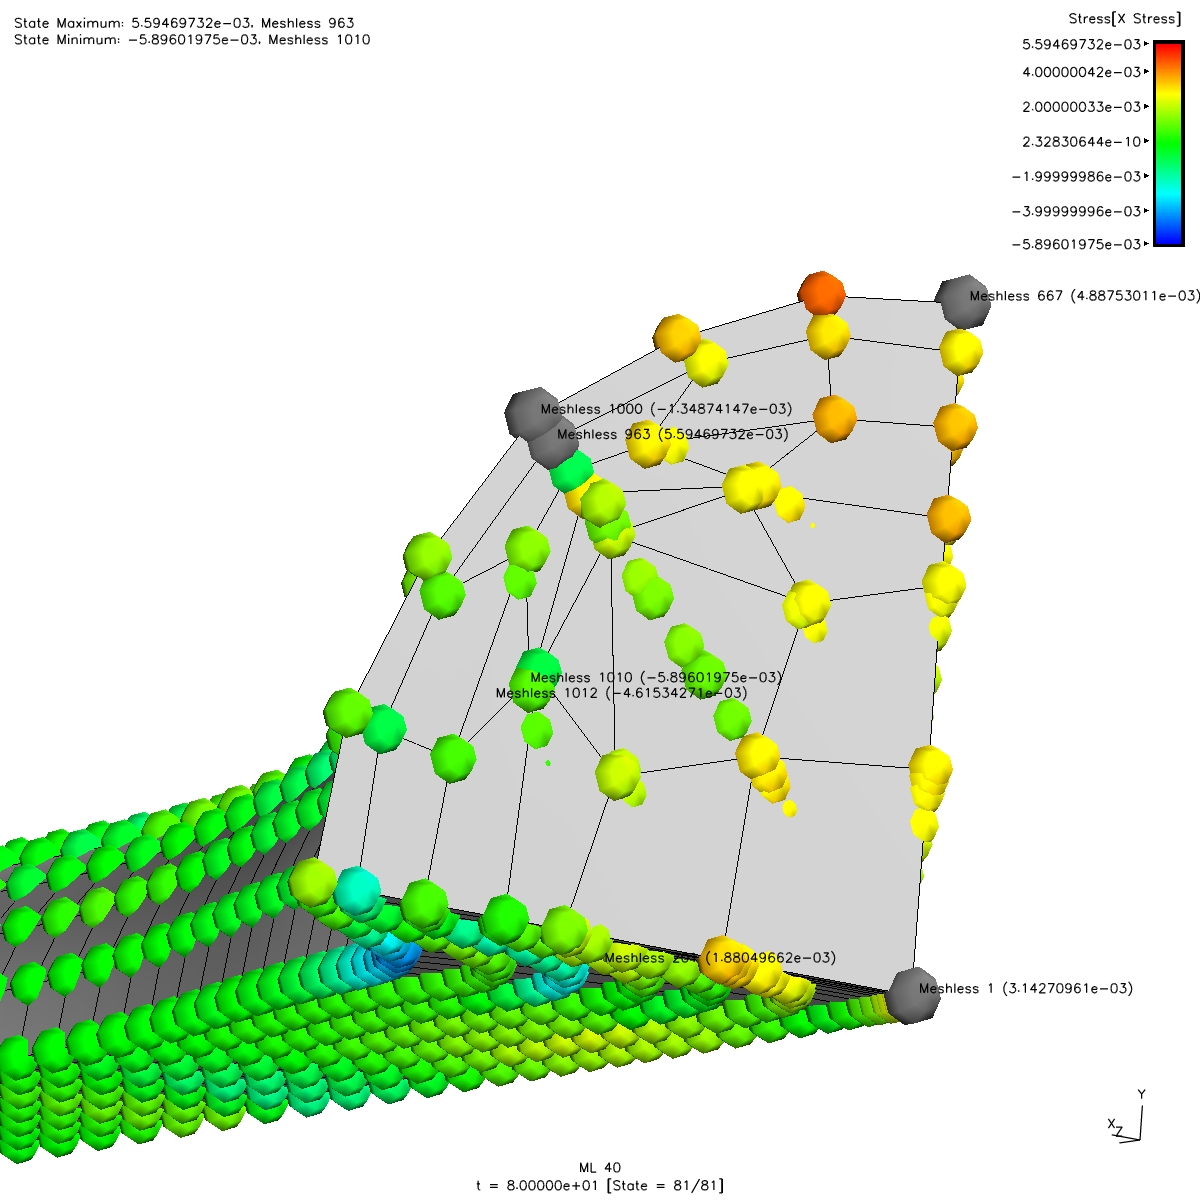 State Maximum: 5.59469732e-03, Meshless 963
State Minimum: -5.89601975e-03, Meshless 1010
Stress[X Stress]
5.59469732e-03
4.00000042e-03
2.00000033e-03
2.32830644e-10
-1.99999986e-03
-3.99999996e-03
-5.89601975e-03
Meshless 667 (4.88753011e-03)
Meshless 1000 (-1.34874147e-03)
Meshless 963 (5.59469732e-03)
Meshless 1010 (-5.89601975e-03)
Meshless 1012 (-4.61534271e-03)
Meshless (1.88049662e-03)
Meshless 1 (3.14270961e-03)
Y
X
Z
ML 40
t = 8.00000e+01 [State = 81/81]